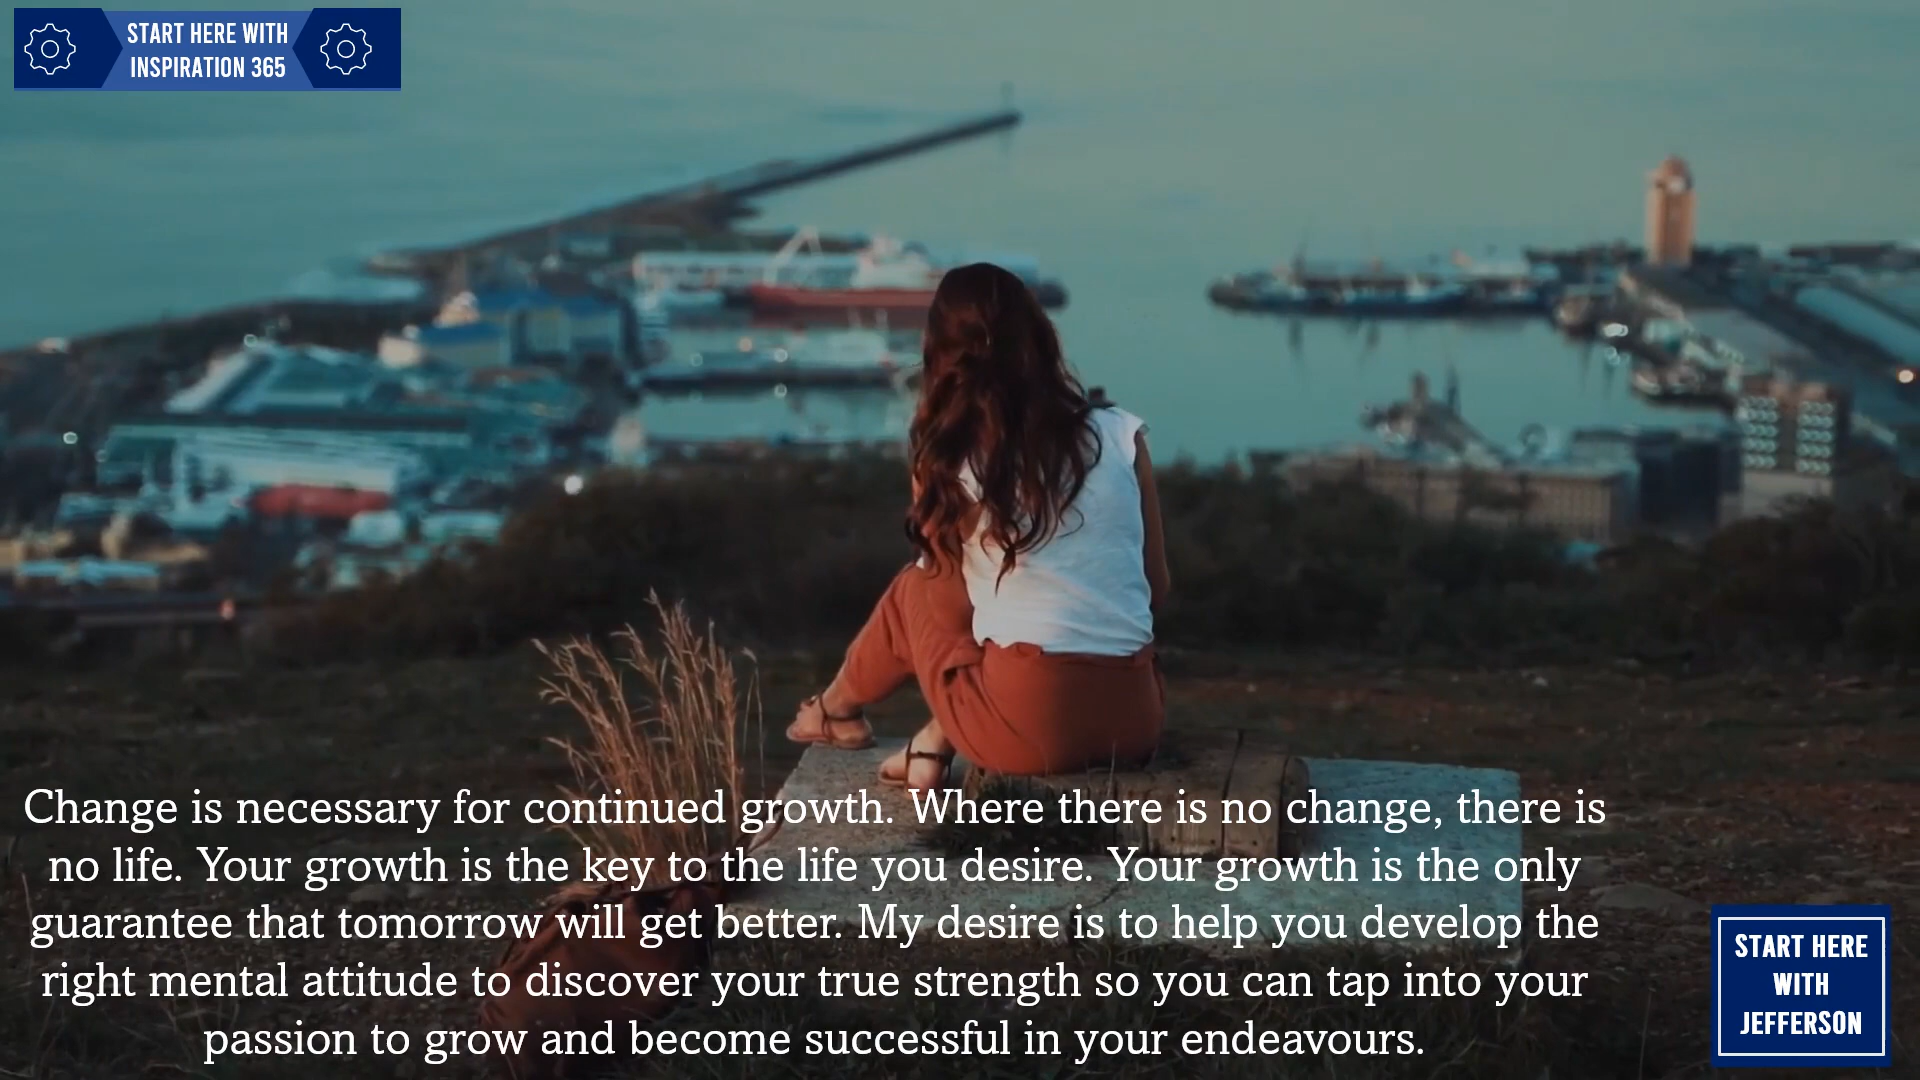 START HERE WITH
INSPIRATION 365
Change is necessary for continued growth. Where there is no change, there is
no life. Your growth is the key to the life you desire. Your growth is the only
guarantee that tomorrow will get better. My desire is to help you develop the
right mental attitude to discover your true strength so you can tap into your
passion to grow and become successful in your endeavours.
START HERE
WITH
JEFFERSON